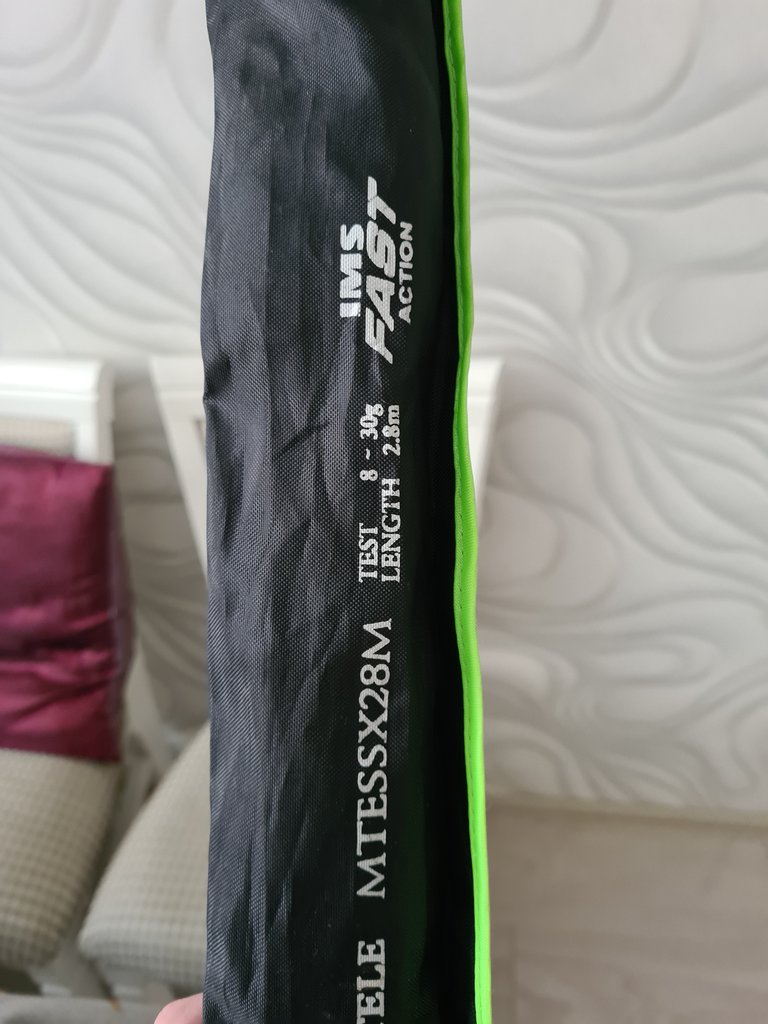 TELE MTESSX28M
TEST 8 ~ 30g
LENGTH 2.8m
IMS
FAST
ACTION